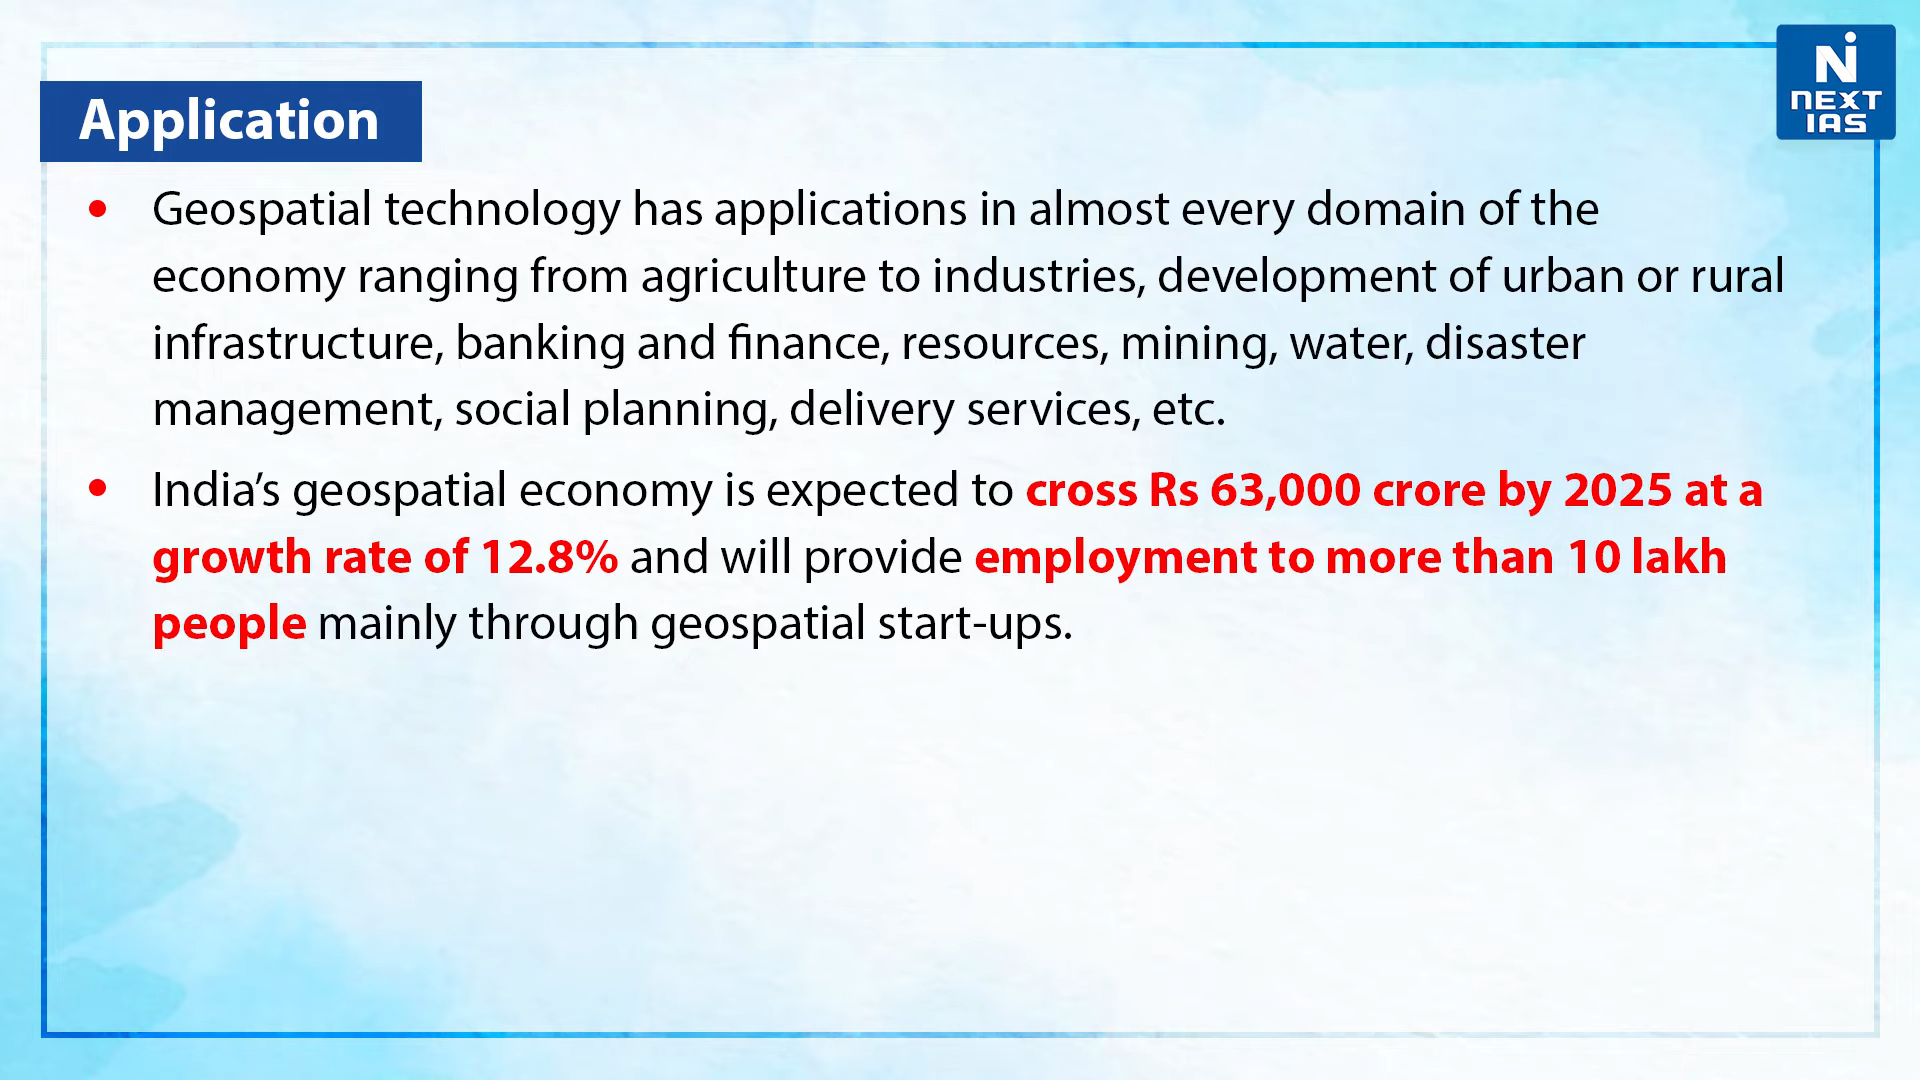 Application
NEXT
IAS
• Geospatial technology has applications in almost every domain of the
economy ranging from agriculture to industries, development of urban or rural
infrastructure, banking and finance, resources, mining, water, disaster
management, social planning, delivery services, etc.
• India’s geospatial economy is expected to cross Rs 63,000 crore by 2025 at a
growth rate of 12.8% and will provide employment to more than 10 lakh
people mainly through geospatial start-ups.